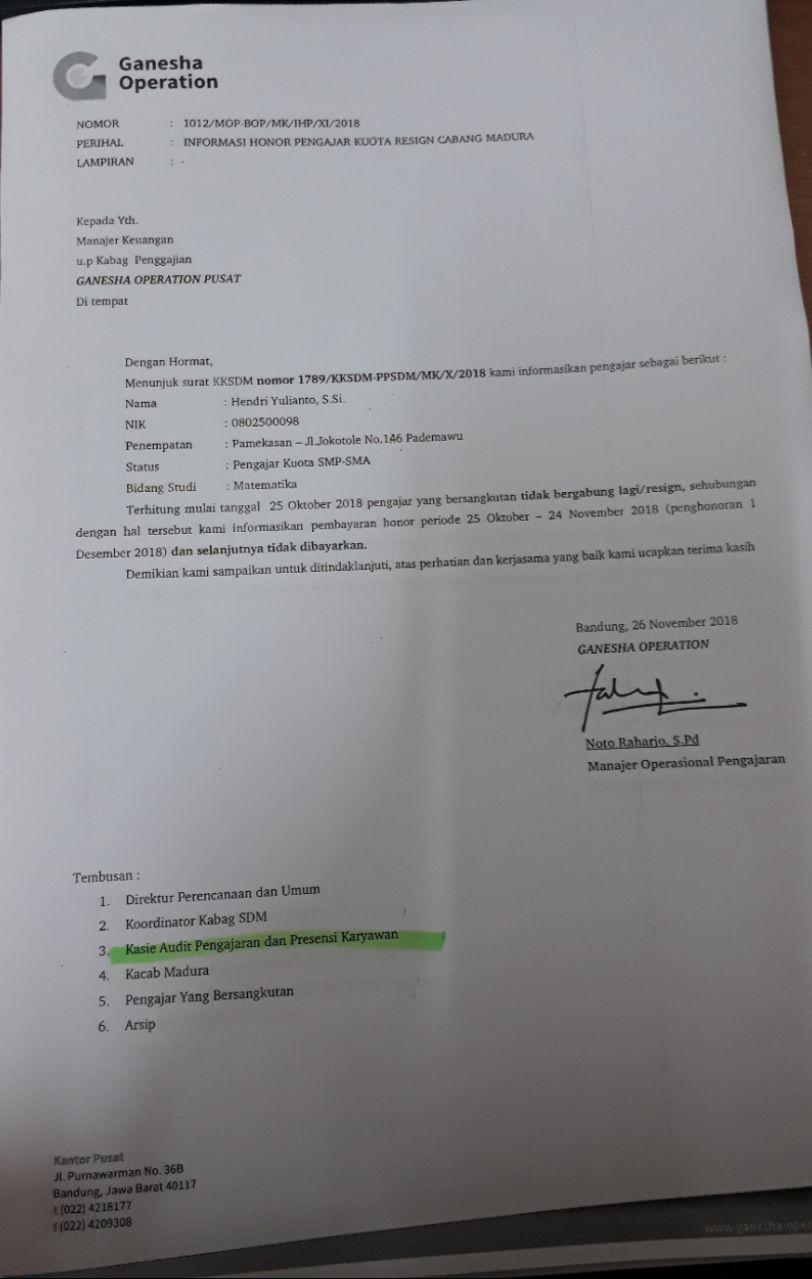 Ganesha
Operation
NOMOR : 1012/MOP-BOP/MK/IHP/XI/2018
PERIHAL : INFORMASI HONOR PENGAJAR KUOTA RESIGN CABANG MADURA
LAMPIRAN : -
Kepada Yth.
Manajer Keuangan
u.p Kabag Penggajian
GANESHA OPERATION PUSAT
Di tempat
Dengan Hormat,
Menunjuk surat KKSDM nomor 1789/KKSDM-PPSDM/MK/X/2018 kami informasikan pengajar sebagai berikut :
Nama : Hendri Yulianto, S.Si.
NIK : 0802500098
Penempatan : Pamekasan – Jl.Jokotole No.146 Pademawu
Status : Pengajar Kuota SMP-SMA
Bidang Studi : Matematika
Terhitung mulai tanggal 25 Oktober 2018 pengajar yang bersangkutan tidak bergabung lagi/resign, sehubungan
dengan hal tersebut kami informasikan pembayaran honor periode 25 Oktober – 24 November 2018 (penghonoran 1
Desember 2018) dan selanjutnya tidak dibayarkan.
Demikian kami sampaikan untuk ditindaklanjuti, atas perhatian dan kerjasama yang baik kami ucapkan terima kasih
Bandung, 26 November 2018
GANESHA OPERATION
Noto Raharjo, S.Pd
Manajer Operasional Pengajaran
Tembusan :
1. Direktur Perencanaan dan Umum
2. Koordinator Kabag SDM
3. Kasie Audit Pengajaran dan Presensi Karyawan
4. Kacab Madura
5. Pengajar Yang Bersangkutan
6. Arsip
Kantor Pusat
Jl. Purnawarman No. 36B
Bandung, Jawa Barat 40117
t (022) 4218177
f (022) 4209308
www.ganesha-oper